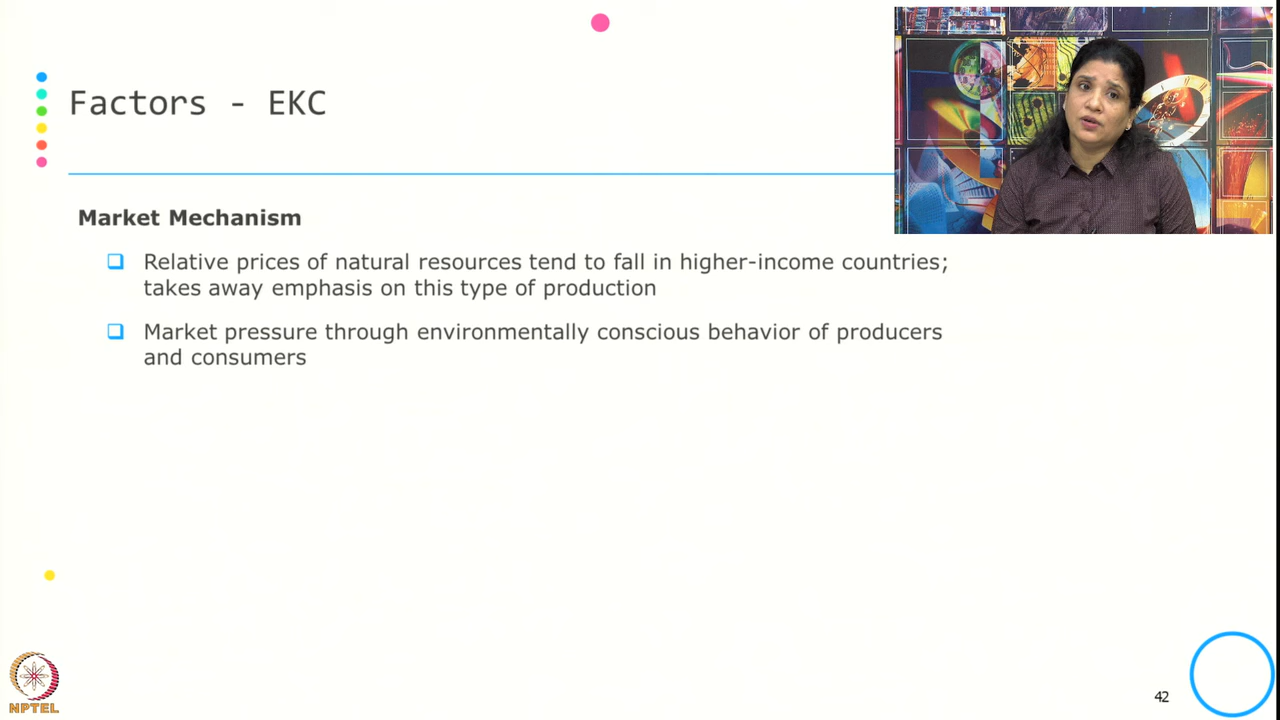 Factors - EKC
Market Mechanism
Relative prices of natural resources tend to fall in higher-income countries;
takes away emphasis on this type of production
Market pressure through environmentally conscious behavior of producers
and consumers
NPTEL
42